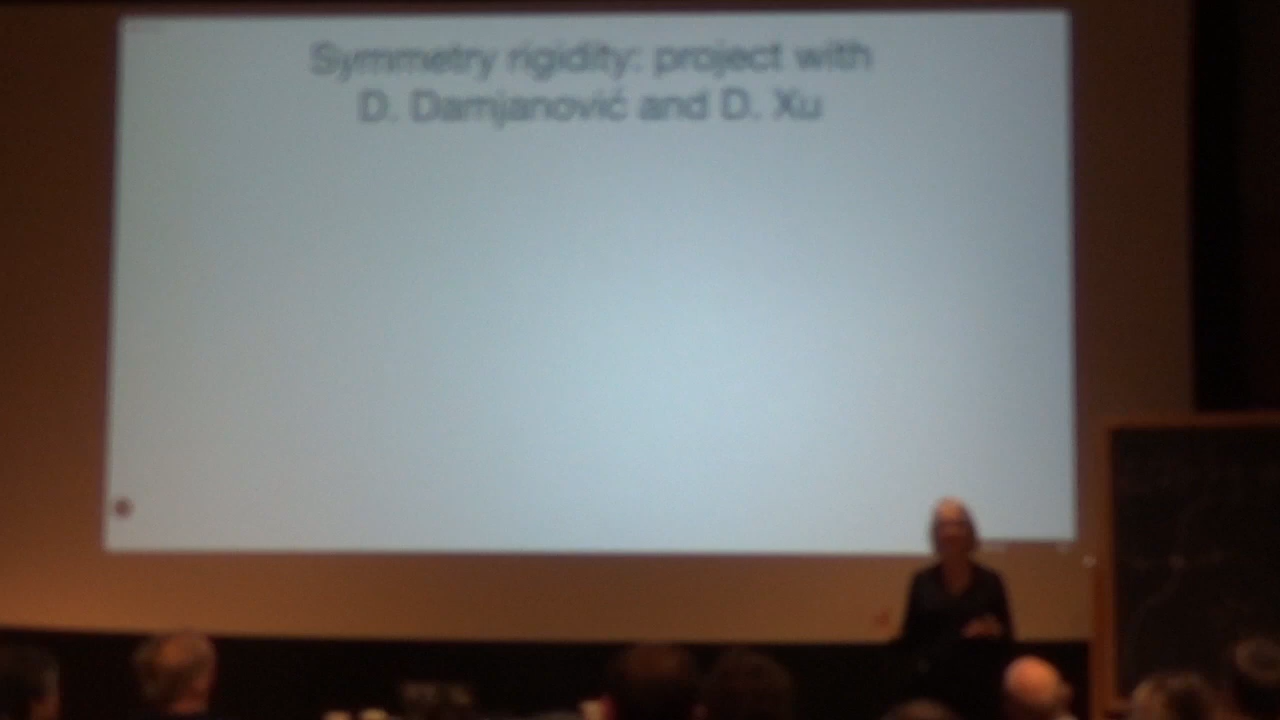 Symmetry rigidity: project with
D. Damjanović and D. Xu